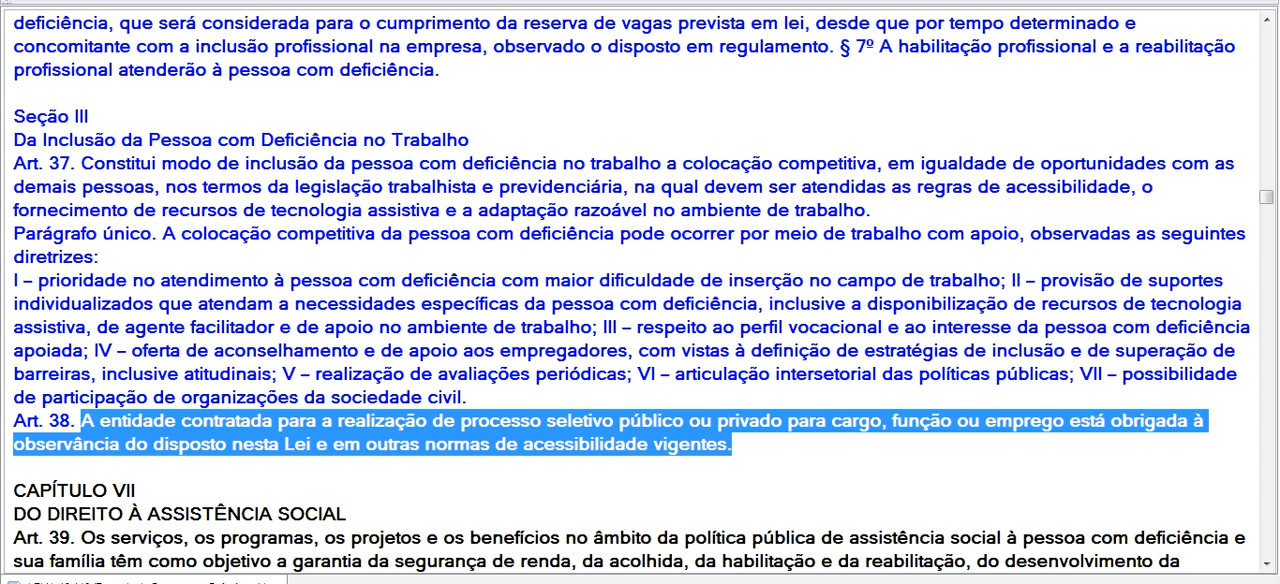 deficiência, que será considerada para o cumprimento da reserva de vagas prevista em lei, desde que por tempo determinado e
concomitante com a inclusão profissional na empresa, observado o disposto em regulamento. § 7º A habilitação profissional e a reabilitação
profissional atenderão à pessoa com deficiência.
Seção III
Da Inclusão da Pessoa com Deficiência no Trabalho
Art. 37. Constitui modo de inclusão da pessoa com deficiência no trabalho a colocação competitiva, em igualdade de oportunidades com as
demais pessoas, nos termos da legislação trabalhista e previdenciária, na qual devem ser atendidas as regras de acessibilidade, o
fornecimento de recursos de tecnologia assistiva e a adaptação razoável no ambiente de trabalho.
Parágrafo único. A colocação competitiva da pessoa com deficiência pode ocorrer por meio de trabalho com apoio, observadas as seguintes
diretrizes:
I – prioridade no atendimento à pessoa com deficiência com maior dificuldade de inserção no campo de trabalho; II – provisão de suportes
individualizados que atendam a necessidades específicas da pessoa com deficiência, inclusive a disponibilização de recursos de tecnologia
assistiva, de agente facilitador e de apoio no ambiente de trabalho; III – respeito ao perfil vocacional e ao interesse da pessoa com deficiência
apoiada; IV – oferta de aconselhamento e de apoio aos empregadores, com vistas à definição de estratégias de inclusão e de superação de
barreiras, inclusive atitudinais; V – realização de avaliações periódicas; VI – articulação intersetorial das políticas públicas; VII – possibilidade
de participação de organizações da sociedade civil.
Art. 38. A entidade contratada para a realização de processo seletivo público ou privado para cargo, função ou emprego está obrigada à
observância do disposto nesta Lei e em outras normas de acessibilidade vigentes.
CAPÍTULO VII
DO DIREITO À ASSISTÊNCIA SOCIAL
Art. 39. Os serviços, os programas, os projetos e os benefícios no âmbito da política pública de assistência social à pessoa com deficiência e
sua família têm como objetivo a garantia da segurança de renda, da acolhida, da habilitação e da reabilitação, do desenvolvimento da